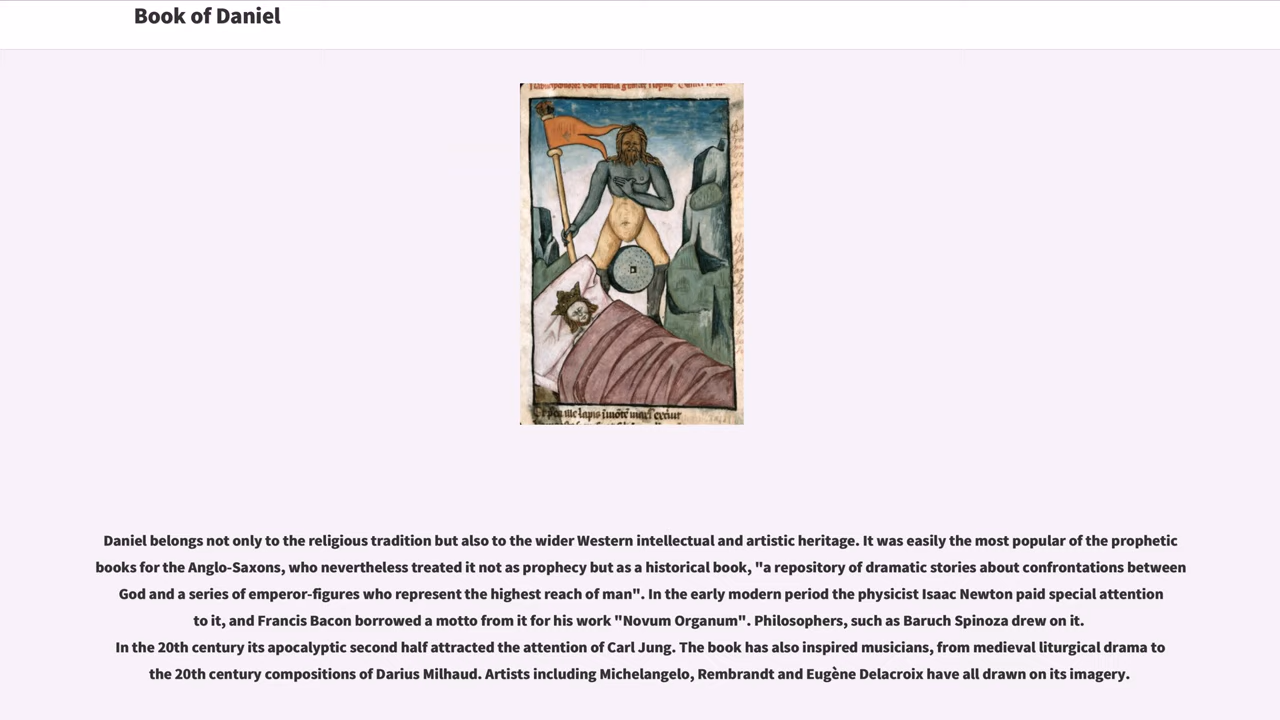 Book of Daniel
lapis
Daniel belongs not only to the religious tradition but also to the wider Western intellectual and artistic heritage. It was easily the most popular of the prophetic
books for the Anglo-Saxons, who nevertheless treated it not as prophecy but as a historical book, "a repository of dramatic stories about confrontations between
God and a series of emperor-figures who represent the highest reach of man". In the early modern period the physicist Isaac Newton paid special attention
to it, and Francis Bacon borrowed a motto from it for his work "Novum Organum". Philosophers, such as Baruch Spinoza drew on it.
In the 20th century its apocalyptic second half attracted the attention of Carl Jung. The book has also inspired musicians, from medieval liturgical drama to
the 20th century compositions of Darius Milhaud. Artists including Michelangelo, Rembrandt and Eugène Delacroix have all drawn on its imagery.